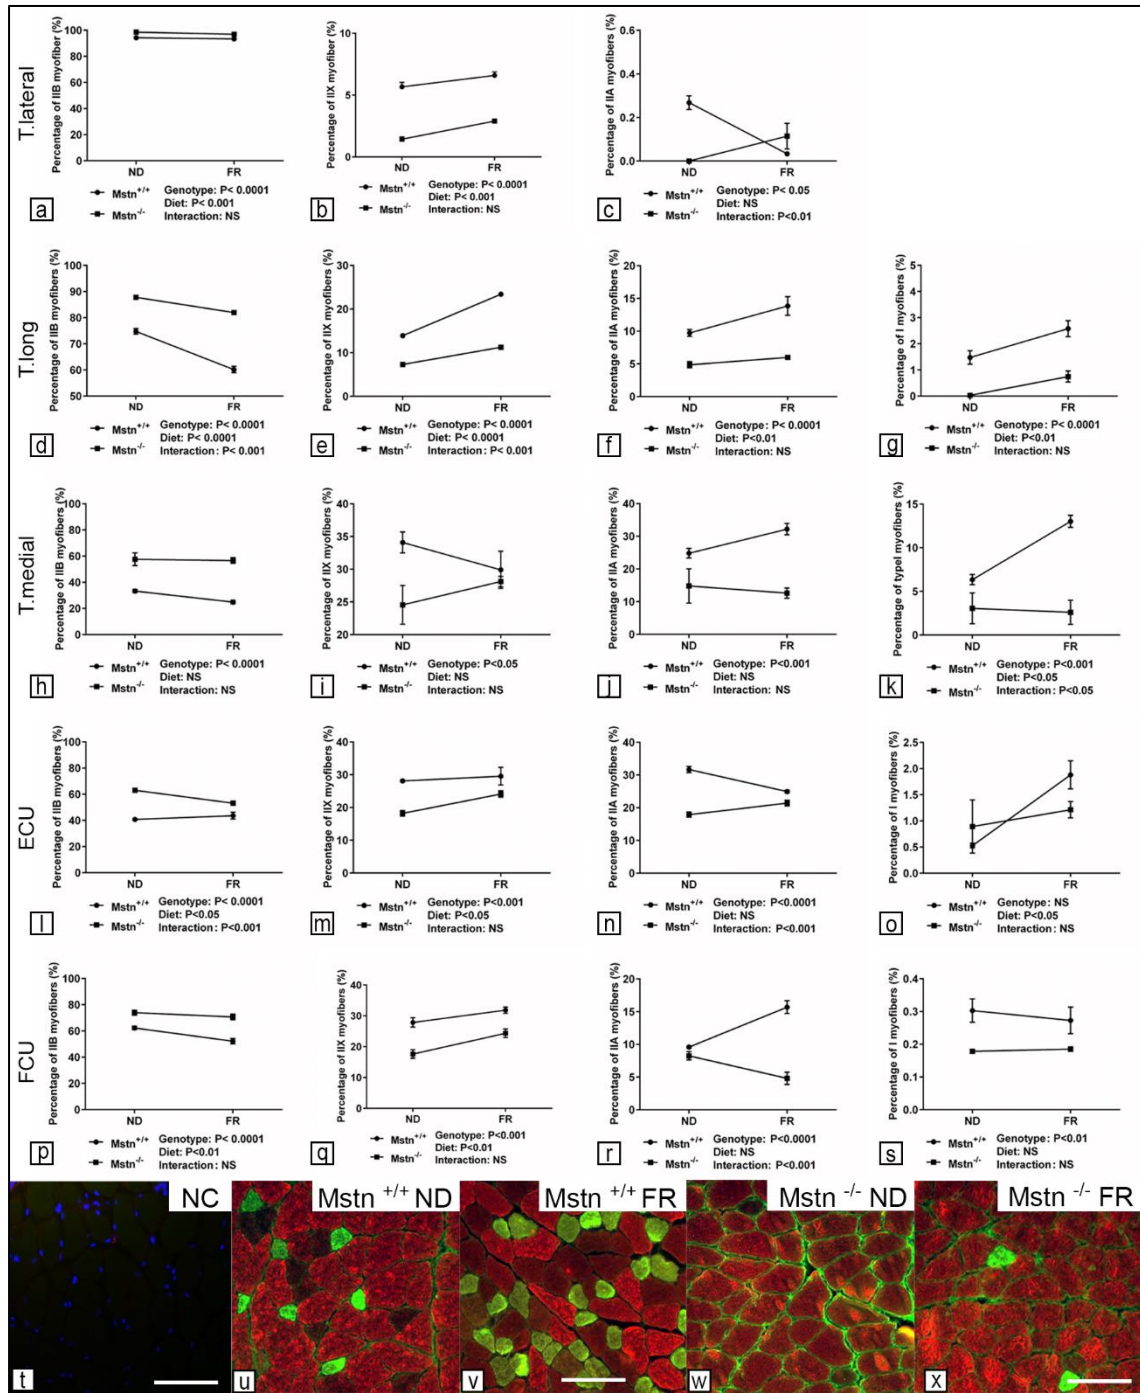 T.lateral
Percentage of IIB myofiber (%)
100
80
60
40
20
0
ND
FR
Mstn+/+
Mstn-/-
Genotype: P< 0.0001
Diet: P< 0.001
Interaction: NS
a
Percentage of IIX myofiber (%)
10
5
0
ND
FR
Mstn+/+
Mstn-/-
Genotype: P< 0.0001
Diet: P< 0.001
Interaction: NS
b
Percentage of IIA myofibers (%)
0.6
0.4
0.2
0.0
ND
FR
Mstn+/+
Mstn-/-
Genotype: P< 0.05
Diet: NS
Interaction: P<0.01
c
T.long
Percentage of IIB myofibers (%)
100
90
80
70
60
50
ND
FR
Mstn+/+
Mstn-/-
Genotype: P< 0.0001
Diet: P< 0.0001
Interaction: P< 0.001
d
Percentage of IIX myofibers (%)
30
20
10
0
ND
FR
Mstn+/+
Mstn-/-
Genotype: P< 0.0001
Diet: P< 0.0001
Interaction: P< 0.001
e
Percentage of IIA myofibers (%)
20
15
10
5
0
ND
FR
Mstn+/+
Mstn-/-
Genotype: P< 0.0001
Diet: P<0.01
Interaction: NS
f
Percentage of I myofibers (%)
5
4
3
2
1
0
ND
FR
Mstn+/+
Mstn-/-
Genotype: P< 0.0001
Diet: P<0.01
Interaction: NS
g
T.medial
Percentage of IIB myofibers (%)
100
80
60
40
20
0
ND
FR
Mstn+/+
Mstn-/-
Genotype: P< 0.0001
Diet: NS
Interaction: NS
h
Percentage of IIX myofibers (%)
40
35
30
25
20
ND
FR
Mstn+/+
Mstn-/-
Genotype: P<0.05
Diet: NS
Interaction: NS
i
Percentage of IIA myofibers (%)
40
30
20
10
0
ND
FR
Mstn+/+
Mstn-/-
Genotype: P<0.001
Diet: NS
Interaction: NS
j
Percentage of typeI myofibers (%)
15
10
5
0
ND
FR
Mstn+/+
Mstn-/-
Genotype: P<0.001
Diet: P<0.05
Interaction: P<0.05
k
ECU
Percentage of IIB myofibers (%)
100
80
60
40
20
0
ND
FR
Mstn+/+
Mstn-/-
Genotype: P< 0.0001
Diet: P<0.05
Interaction: P<0.001
l
Percentage of IIX myofibers (%)
40
30
20
10
0
ND
FR
Mstn+/+
Mstn-/-
Genotype: P<0.001
Diet: P<0.05
Interaction: NS
m
Percentage of IIA myofibers (%)
40
30
20
10
0
ND
FR
Mstn+/+
Mstn-/-
Genotype: P<0.0001
Diet: NS
Interaction: P<0.001
n
Percentage of I myofibers (%)
2.5
2.0
1.5
1.0
0.5
0.0
ND
FR
Mstn+/+
Mstn-/-
Genotype: NS
Diet: P<0.05
Interaction: NS
o
FCU
Percentage of IIB myofibers (%)
100
80
60
40
20
0
ND
FR
Mstn+/+
Mstn-/-
Genotype: P< 0.0001
Diet: P<0.01
Interaction: NS
p
Percentage of IIX myofibers (%)
40
30
20
10
0
ND
FR
Mstn+/+
Mstn-/-
Genotype: P<0.001
Diet: P<0.01
Interaction: NS
q
Percentage of IIA myofibers (%)
20
15
10
5
0
ND
FR
Mstn+/+
Mstn-/-
Genotype: P<0.0001
Diet: NS
Interaction: P<0.001
r
Percentage of I myofibers (%)
0.4
0.3
0.2
0.1
0.0
ND
FR
Mstn+/+
Mstn-/-
Genotype: P<0.01
Diet: NS
Interaction: NS
s
NC
t
Mstn +/+ ND
u
Mstn +/+ FR
v
Mstn -/- ND
w
Mstn -/- FR
x